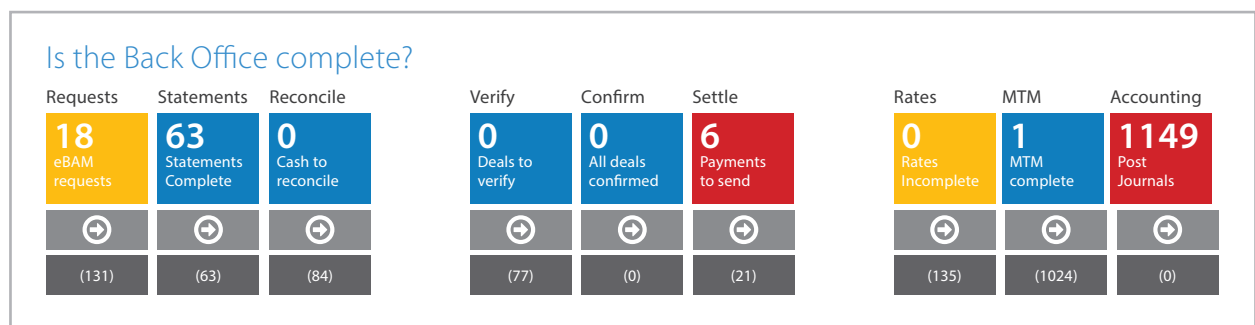 Is the Back Office complete?
Requests Statements Reconcile Verify Confirm Settle Rates MTM Accounting
18 63 0 0 0 6 0 1 1149
eBAM Statements Cash to Deals to All deals Payments Rates MTM Post
requests Complete reconcile verify confirmed to send Incomplete complete Journals
(131) (63) (84) (77) (0) (21) (135) (1024) (0)